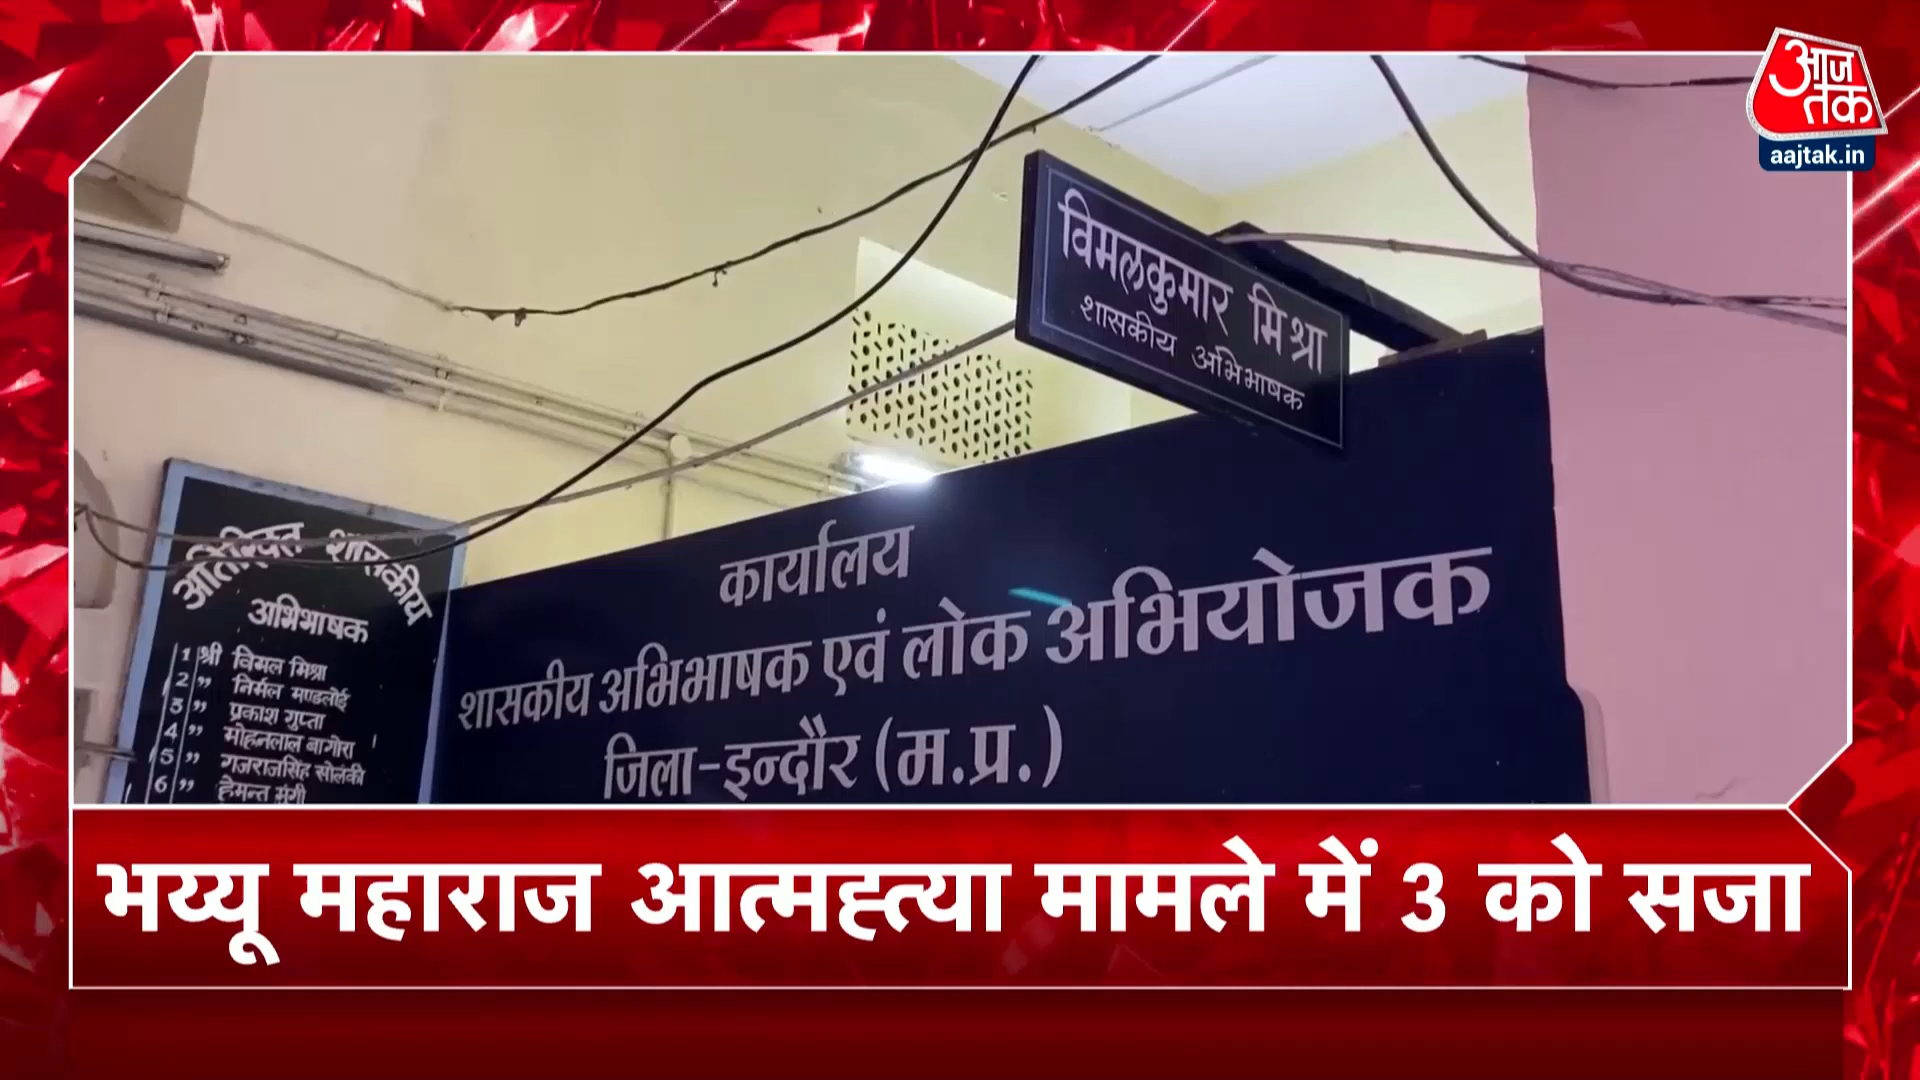 आज
तक
aajtak.in
विमलकुमार मिश्रा
शासकीय अभिभाषक
कार्यालय
शासकीय अभिभाषक एवं लोक अभियोजक
जिला-इन्दौर (म.प्र.)
अतिरिक्त शासकीय
अभिभाषक
1 श्री विमल मिश्रा
2 " निर्मल मण्डलोई
3 " प्रकाश गुप्ता
4 " मोहनलाल बागोरा
5 " गजराजसिंह सोलंकी
6 " हेमन्त मुंगी
भय्यू महाराज आत्महत्या मामले में 3 को सजा